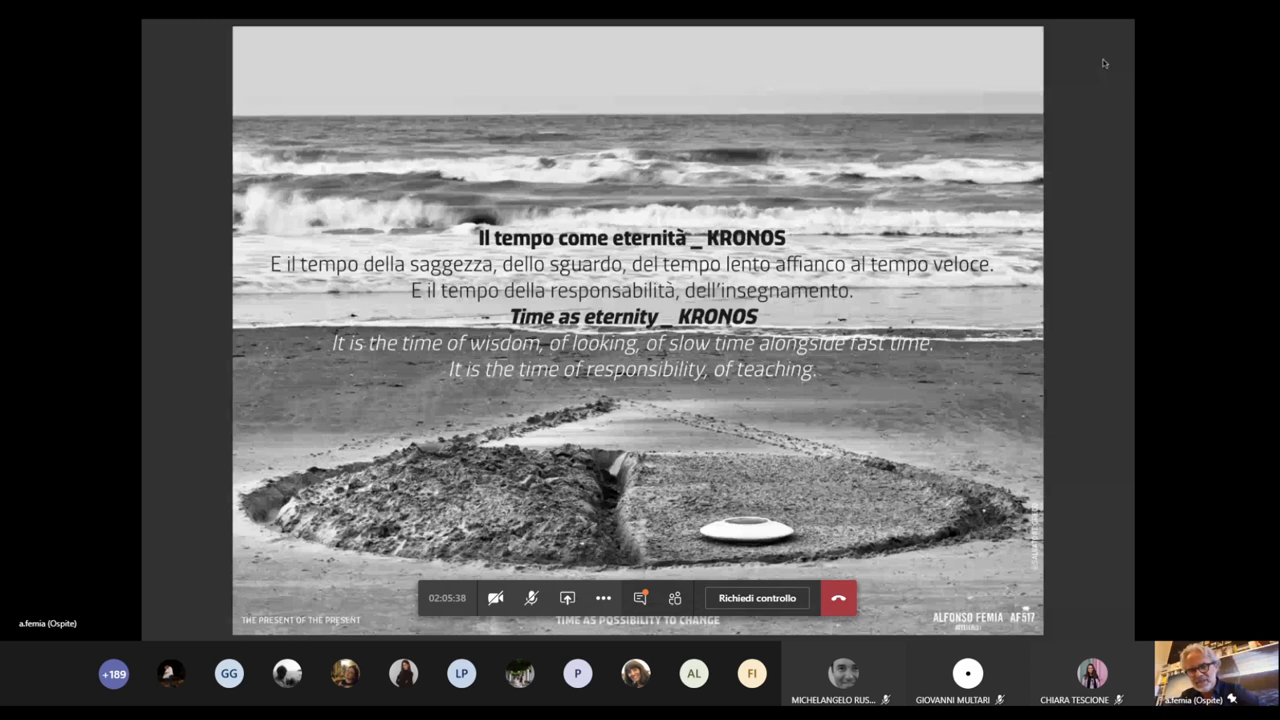 Il tempo come eternità _ KRONOS
E il tempo della saggezza, dello sguardo, del tempo lento affianco al tempo veloce.
E il tempo della responsabilità, dell'insegnamento.
Time as eternity_ KRONOS
It is the time of wisdom, of looking, of slow time alongside fast time.
It is the time of responsibility, of teaching.
02:05:38
Richiedi controllo
THE PRESENT OF THE PRESENT
TIME AS POSSIBILITY TO CHANGE
ALFONSO FEMIA AF517
a.femia (Ospite)
+189
GG
LP
P
AL
FI
MICHELANGELO RUS...
GIOVANNI MULTARI
CHIARA TESCIONE
a.femia (Ospite)